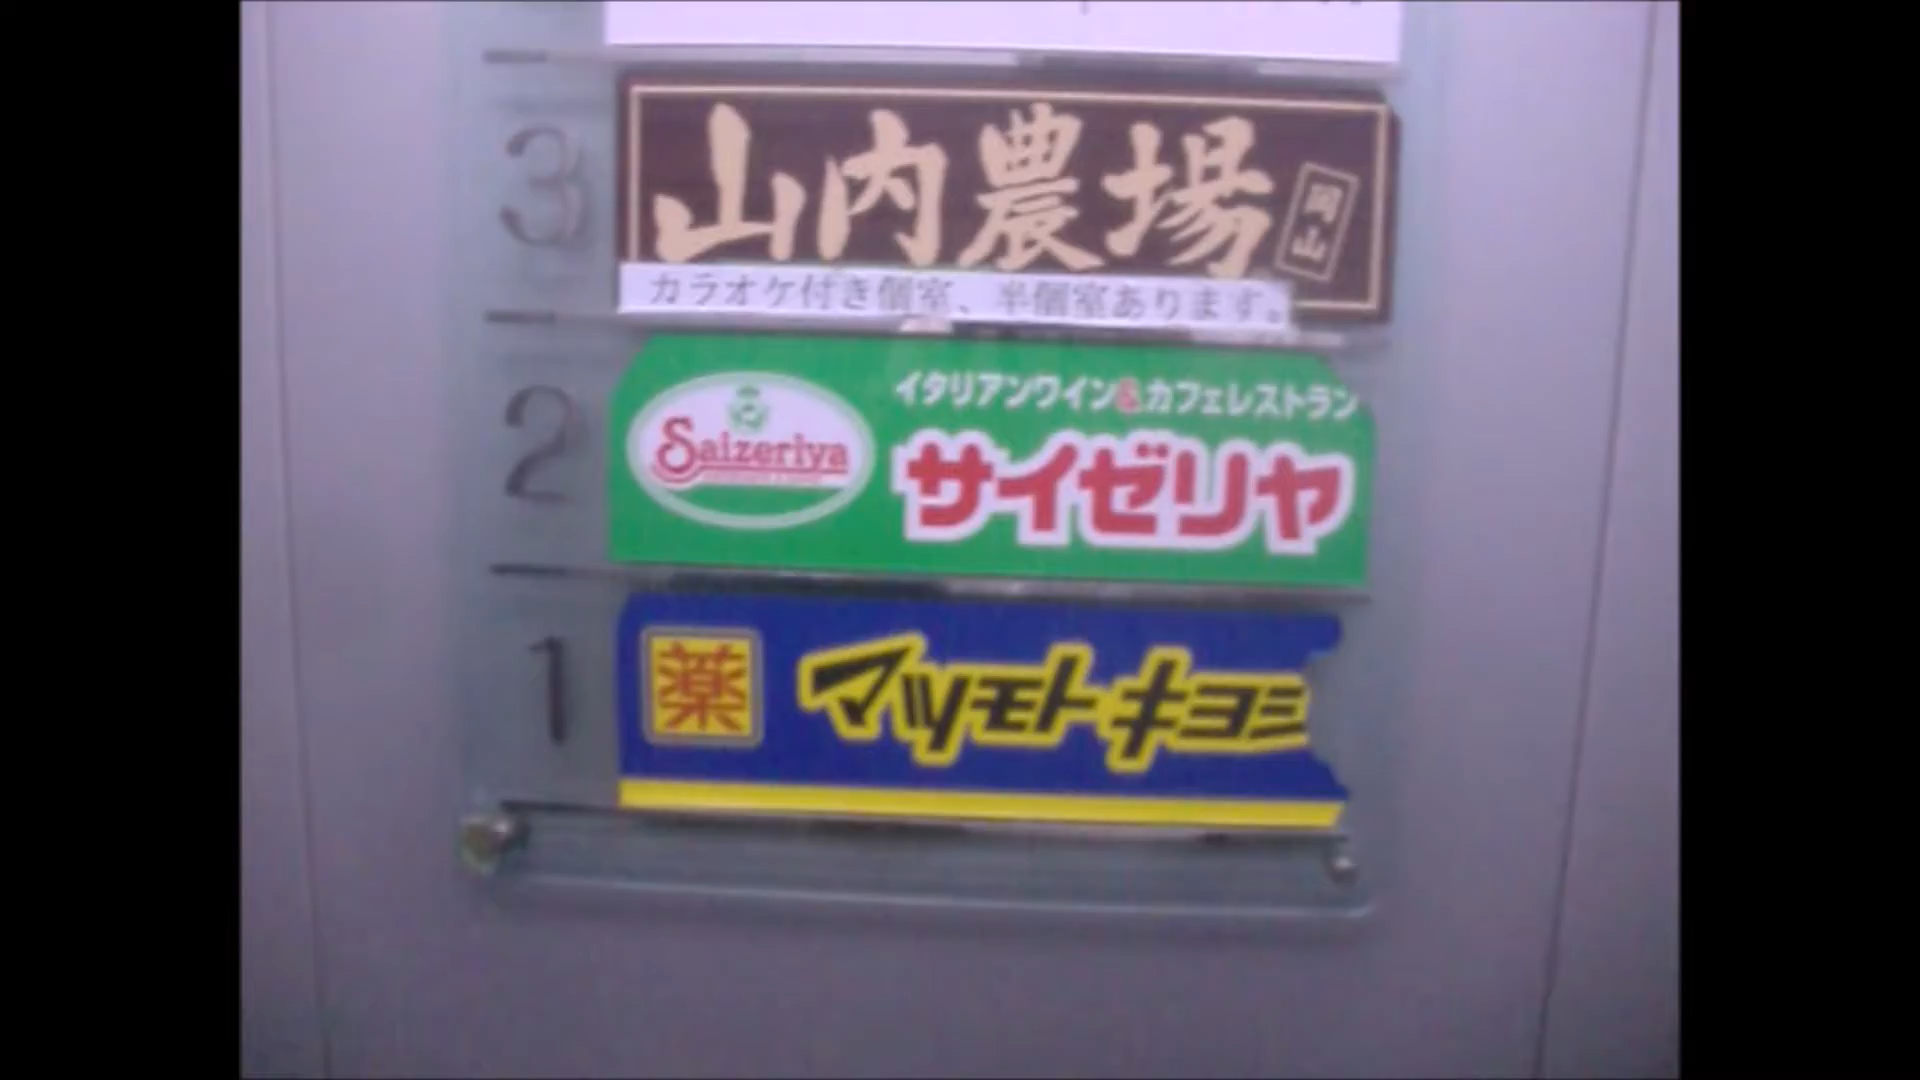 3
山内農場
岡山
カラオケ付き個室、半個室あります。
2
Saizeriya
イタリアンワイン&カフェレストラン
サイゼリヤ
1
薬
マツモトキヨシ